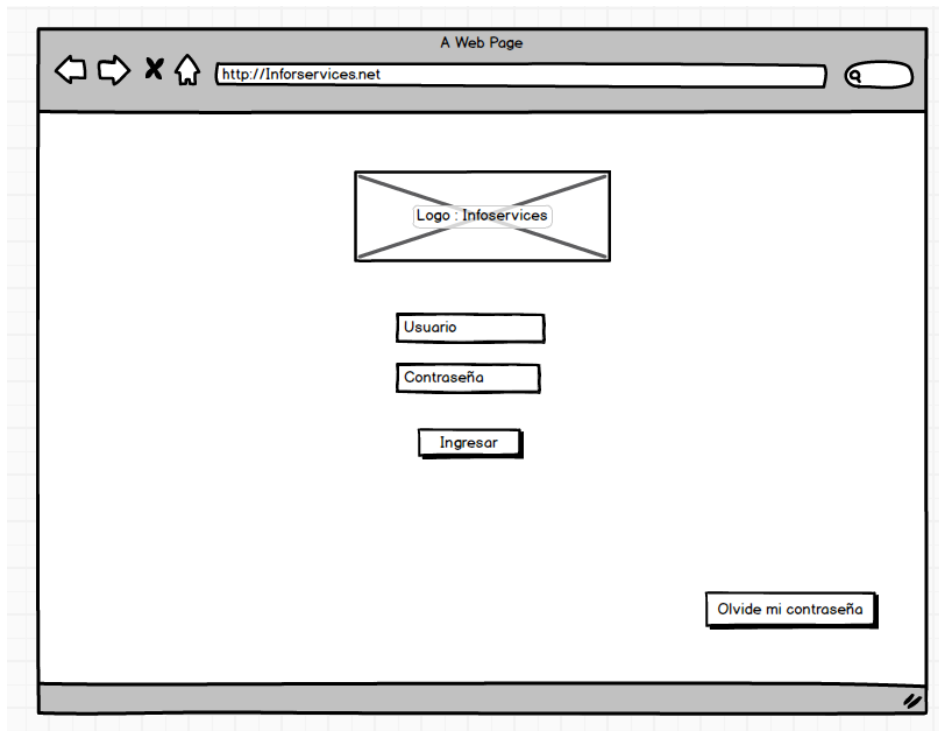 A Web Page
http://Inforservices.net
Logo : Infoservices
Usuario
Contraseña
Ingresar
Olvide mi contraseña